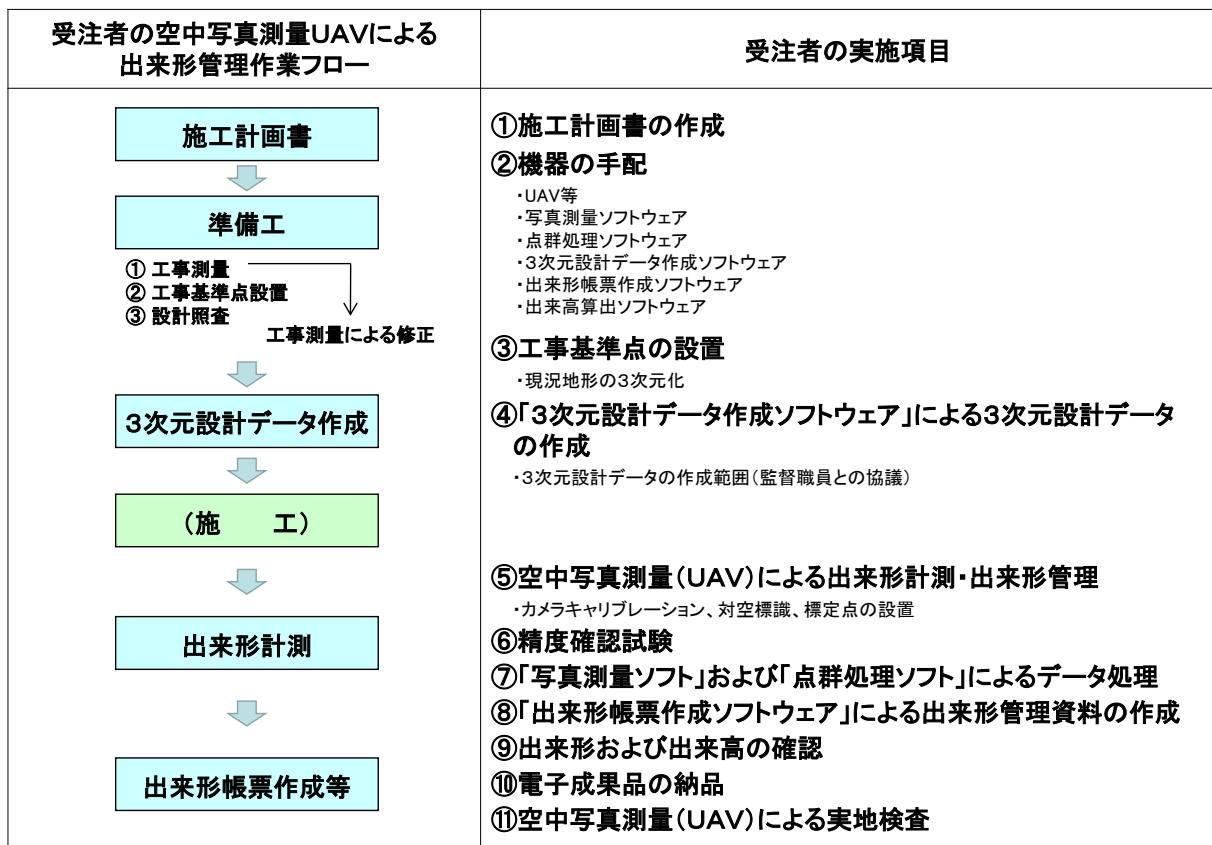 受注者の空中写真測量UAVによる
出来形管理作業フロー
受注者の実施項目
施工計画書
準備工
① 工事測量
② 工事基準点設置
③ 設計照査
工事測量による修正
３次元設計データ作成
（施　　工）
出来形計測
出来形帳票作成等
①施工計画書の作成
②機器の手配
・UAV等
・写真測量ソフトウェア
・点群処理ソフトウェア
・３次元設計データ作成ソフトウェア
・出来形帳票作成ソフトウェア
・出来高算出ソフトウェア
③工事基準点の設置
・現況地形の３次元化
④「３次元設計データ作成ソフトウェア」による３次元設計データ
の作成
・３次元設計データの作成範囲（監督職員との協議）
⑤空中写真測量（UAV）による出来形計測・出来形管理
・カメラキャリブレーション、対空標識、標定点の設置
⑥精度確認試験
⑦「写真測量ソフト」および「点群処理ソフト」によるデータ処理
⑧「出来形帳票作成ソフトウェア」による出来形管理資料の作成
⑨出来形および出来高の確認
⑩電子成果品の納品
⑪空中写真測量（UAV）による実地検査